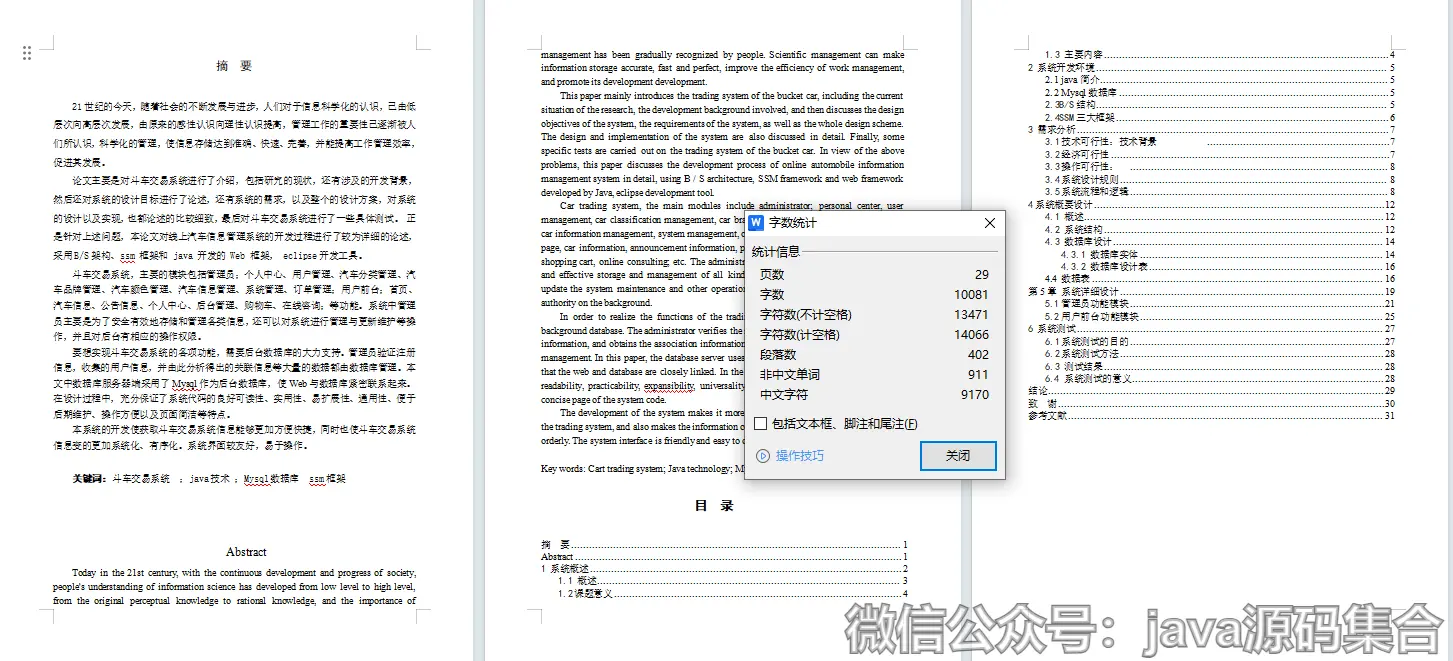 摘 要
21世纪的今天，随着社会的不断发展与进步，人们对于信息科学化的认识，已由低
层次向高层次发展，由原来的感性认识向理性认识提高，管理工作的重要性已逐渐被人
们所认识，科学化的管理，使信息存储达到准确、快速、完善，并能提高工作管理效率，
促进其发展。
论文主要是对斗车交易系统进行了介绍，包括研究的现状，还有涉及的开发背景，
然后还对系统的设计目标进行了论述，还有系统的需求，以及整个的设计方案，对系统
的设计以及实现，也都论述的比较细致，最后对斗车交易系统进行了一些具体测试。 正
是针对上述问题，本论文对线上汽车信息管理系统的开发过程进行了较为详细的论述，
采用B/S架构、ssm 框架和 java 开发的 Web 框架， eclipse开发工具。
斗车交易系统，主要的模块包括管理员；个人中心、用户管理、汽车分类管理、汽
车品牌管理、汽车颜色管理、汽车信息管理、系统管理、订单管理；用户前台；首页、
汽车信息、公告信息、个人中心、后台管理、购物车、在线咨询；等功能。系统中管理
员主要是为了安全有效地存储和管理各类信息，还可以对系统进行管理与更新维护等操
作，并且对后台有相应的操作权限。
要想实现斗车交易系统的各项功能，需要后台数据库的大力支持。管理员验证注册
信息，收集的用户信息，并由此分析得出的关联信息等大量的数据都由数据库管理。本
文中数据库服务器端采用了Mysql作为后台数据库，使Web与数据库紧密联系起来。
在设计过程中，充分保证了系统代码的良好可读性、实用性、易扩展性、通用性、便于
后期维护、操作方便以及页面简洁等特点。
本系统的开发使获取斗车交易系统信息能够更加方便快捷，同时也使斗车交易系统
信息变的更加系统化、有序化。系统界面较友好，易于操作。
关键词：斗车交易系统 ；java技术；Mysql数据库 ssm框架
Abstract
Today in the 21st century, with the continuous development and progress of society,
people's understanding of information science has developed from low level to high level,
from the original perceptual knowledge to rational knowledge, and the importance of
management has been gradually recognized by people. Scientific management can make
information storage accurate, fast and perfect, improve the efficiency of work management,
and promote its development development.
This paper mainly introduces the trading system of the bucket car, including the current
situation of the research, the development background involved, and then discusses the design
objectives of the system, the requirements of the system, as well as the whole design scheme.
The design and implementation of the system are also discussed in detail. Finally, some
specific tests are carried out on the trading system of the bucket car. In view of the above
problems, this paper discusses the development process of online automobile information
management system in detail, using B / S architecture, SSM framework and web framework
developed by Java, eclipse development tool.
Car trading system, the main modules include administrator; personal center, user
management, car classification management, car bra
car information management, system management,
page, car information, announcement information, p
shopping cart, online consulting; etc. The administr
and effective storage and management of all kind
update the system maintenance and other operation
authority on the background.
In order to realize the functions of the tradi
background database. The administrator verifies the
information, and obtains the association information
management. In this paper, the database server uses
that the web and database are closely linked. In the
readability, practicability, expansibility, universality
concise page of the system code.
The development of the system makes it more
the trading system, and also makes the information o
orderly. The system interface is friendly and easy to
Key words: Cart trading system; Java technology; M
目 录
摘 要 1
Abstract 1
1 系统概述 2
1.1 概述 3
1.2课题意义 4
1.3 主要内容 4
2 系统开发环境 5
2.1 java简介 5
2.2 Mysql数据库 5
2.3B/S结构 5
2.4SSM三大框架 6
3 需求分析 7
3.1技术可行性：技术背景 7
3.2经济可行性 7
3.3操作可行性： 8
3.4系统设计规则 8
3.5系统流程和逻辑 8
4系统概要设计 12
4.1 概述 12
4.2 系统结构 12
4.3 数据库设计 14
4.3.1 数据库实体 14
4.3.2 数据库设计表 16
4.4 数据表 16
第5章 系统详细设计 19
5.1管理员功能模块 21
5.2用户前台功能模块 25
6 系统测试 27
6.1系统测试的目的 27
6.2系统测试方法 28
6.3 测试结果 28
6.4 系统测试的意义 28
结论 29
致 谢 30
参考文献 31
W 字数统计
统计信息
页数 29
字数 10081
字符数(不计空格) 13471
字符数(计空格) 14066
段落数 402
非中文单词 911
中文字符 9170
包括文本框、脚注和尾注(F)
操作技巧 关闭
微信公众号：java源码集合